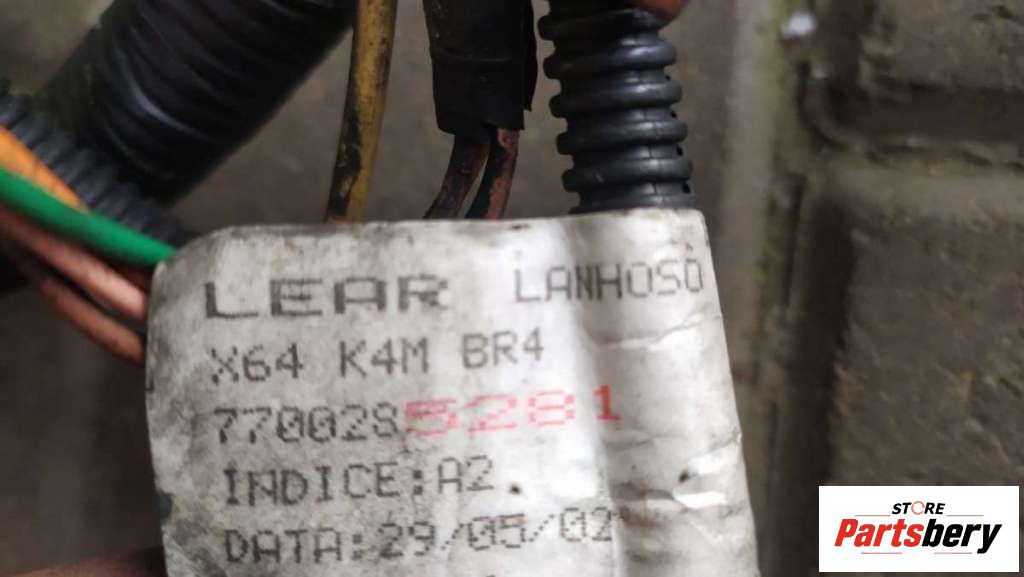 LEAR LANHOSO
X64 K4M BR4
7700285281
INDICE:A2
DATA:29/05/02
STORE
Partsbery